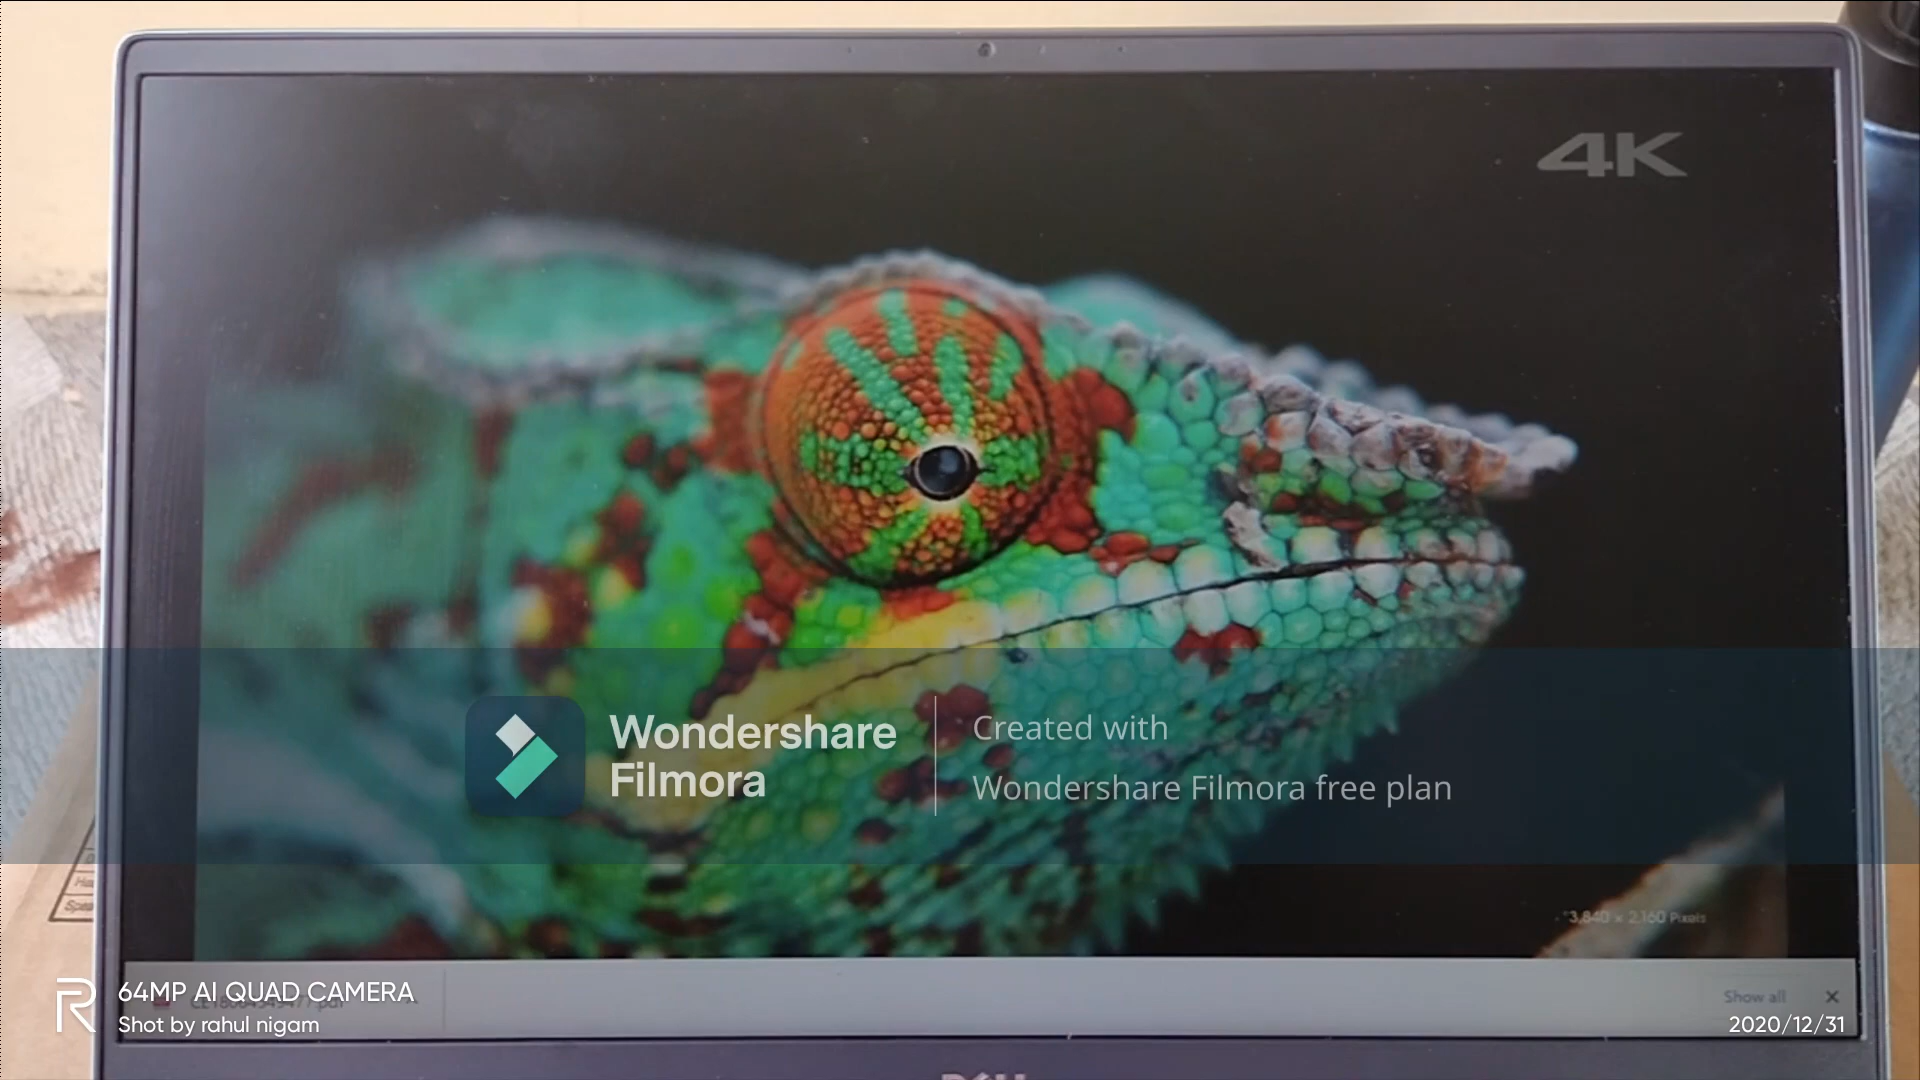 4K
Wondershare
Filmora
Created with
Wondershare Filmora free plan
*3,840 × 2,160 Pixels
Show all
64MP AI QUAD CAMERA
Shot by rahul nigam
2020/12/31